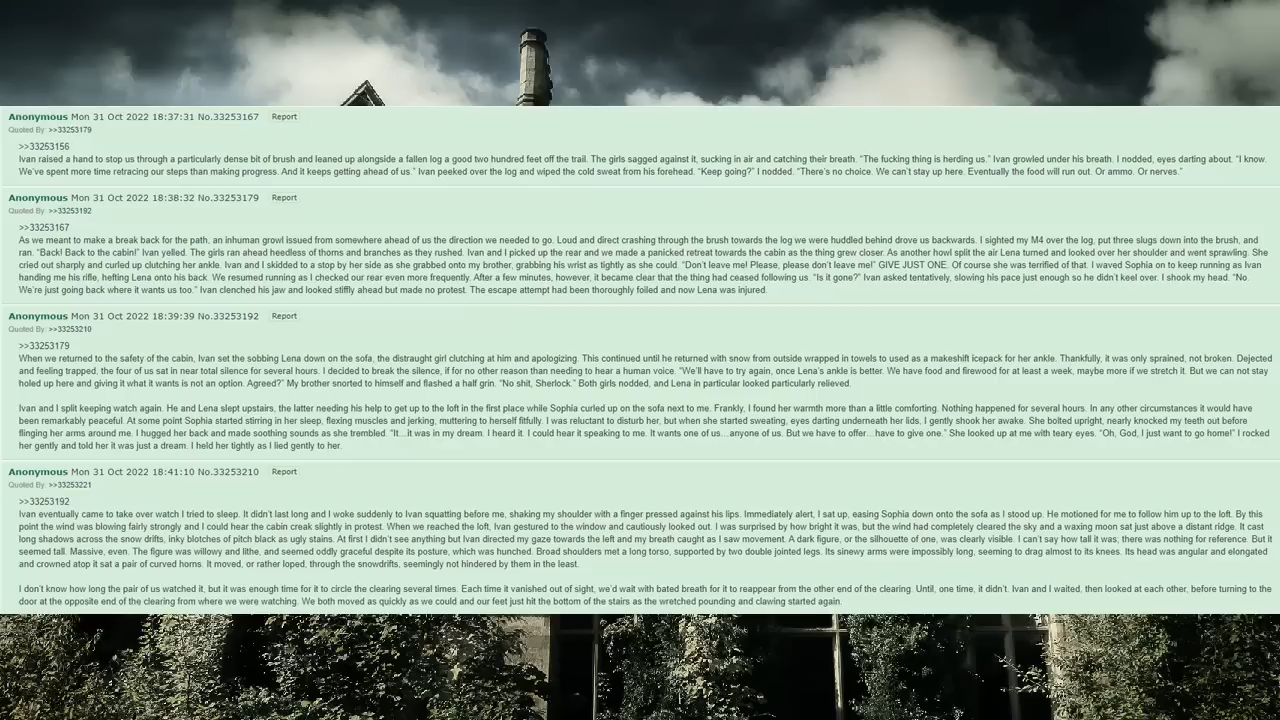 Anonymous Mon 31 Oct 2022 18:37:31 No.33253167 Report
Quoted By: >>33253179
>>33253156
Ivan raised a hand to stop us through a particularly dense bit of brush and leaned up alongside a fallen log a good two hundred feet off the trail. The girls sagged against it, sucking in air and catching their breath. “The fucking thing is herding us.” Ivan growled under his breath. I nodded, eyes darting about. “I know.
We’ve spent more time retracing our steps than making progress. And it keeps getting ahead of us.” Ivan peeked over the log and wiped the cold sweat from his forehead. “Keep going?” I nodded. “There’s no choice. We can’t stay up here. Eventually the food will run out. Or ammo. Or nerves.”
Anonymous Mon 31 Oct 2022 18:38:32 No.33253179 Report
Quoted By: >>33253192
>>33253167
As we meant to make a break back for the path, an inhuman growl issued from somewhere ahead of us the direction we needed to go. Loud and direct crashing through the brush towards the log we were huddled behind drove us backwards. I sighted my M4 over the log, put three slugs down into the brush, and
ran. “Back! Back to the cabin!” Ivan yelled. The girls ran ahead heedless of thorns and branches as they rushed. Ivan and I picked up the rear and we made a panicked retreat towards the cabin as the thing grew closer. As another howl split the air Lena turned and looked over her shoulder and went sprawling. She
cried out sharply and curled up clutching her ankle. Ivan and I skidded to a stop by her side as she grabbed onto my brother, grabbing his wrist as tightly as she could. “Don’t leave me! Please, please don’t leave me!” GIVE JUST ONE. Of course she was terrified of that. I waved Sophia on to keep running as Ivan
handing me his rifle, hefting Lena onto his back. We resumed running as I checked our rear even more frequently. After a few minutes, however, it became clear that the thing had ceased following us. “Is it gone?” Ivan asked tentatively, slowing his pace just enough so he didn’t keel over. I shook my head. “No.
We’re just going back where it wants us too.” Ivan clenched his jaw and looked stiffly ahead but made no protest. The escape attempt had been thoroughly foiled and now Lena was injured.
Anonymous Mon 31 Oct 2022 18:39:39 No.33253192 Report
Quoted By: >>33253210
>>33253179
When we returned to the safety of the cabin, Ivan set the sobbing Lena down on the sofa, the distraught girl clutching at him and apologizing. This continued until he returned with snow from outside wrapped in towels to used as a makeshift icepack for her ankle. Thankfully, it was only sprained, not broken. Dejected
and feeling trapped, the four of us sat in near total silence for several hours. I decided to break the silence, if for no other reason than needing to hear a human voice. “We’ll have to try again, once Lena’s ankle is better. We have food and firewood for at least a week, maybe more if we stretch it. But we can not stay
holed up here and giving it what it wants is not an option. Agreed?” My brother snorted to himself and flashed a half grin. “No shit, Sherlock.” Both girls nodded, and Lena in particular looked particularly relieved.
Ivan and I split keeping watch again. He and Lena slept upstairs, the latter needing his help to get up to the loft in the first place while Sophia curled up on the sofa next to me. Frankly, I found her warmth more than a little comforting. Nothing happened for several hours. In any other circumstances it would have
been remarkably peaceful. At some point Sophia started stirring in her sleep, flexing muscles and jerking, muttering to herself fitfully. I was reluctant to disturb her, but when she started sweating, eyes darting underneath her lids, I gently shook her awake. She bolted upright, nearly knocked my teeth out before
flinging her arms around me. I hugged her back and made soothing sounds as she trembled. “It…it was in my dream. I heard it. I could hear it speaking to me. It wants one of us…anyone of us. But we have to offer…have to give one.” She looked up at me with teary eyes. “Oh, God, I just want to go home!” I rocked
her gently and told her it was just a dream. I held her tightly as I lied gently to her.
Anonymous Mon 31 Oct 2022 18:41:10 No.33253210 Report
Quoted By: >>33253221
>>33253192
Ivan eventually came to take over watch I tried to sleep. It didn’t last long and I woke suddenly to Ivan squatting before me, shaking my shoulder with a finger pressed against his lips. Immediately alert, I sat up, easing Sophia down onto the sofa as I stood up. He motioned for me to follow him up to the loft. By this
point the wind was blowing fairly strongly and I could hear the cabin creak slightly in protest. When we reached the loft, Ivan gestured to the window and cautiously looked out. I was surprised by how bright it was, but the wind had completely cleared the sky and a waxing moon sat just above a distant ridge. It cast
long shadows across the snow drifts, inky blotches of pitch black as ugly stains. At first I didn’t see anything but Ivan directed my gaze towards the left and my breath caught as I saw movement. A dark figure, or the silhouette of one, was clearly visible. I can’t say how tall it was; there was nothing for reference. But it
seemed tall. Massive, even. The figure was willowy and lithe, and seemed oddly graceful despite its posture, which was hunched. Broad shoulders met a long torso, supported by two double jointed legs. Its sinewy arms were impossibly long, seeming to drag almost to its knees. Its head was angular and elongated
and crowned atop it sat a pair of curved horns. It moved, or rather loped, through the snowdrifts, seemingly not hindered by them in the least.
I don’t know how long the pair of us watched it, but it was enough time for it to circle the clearing several times. Each time it vanished out of sight, we’d wait with bated breath for it to reappear from the other end of the clearing. Until, one time, it didn’t. Ivan and I waited, then looked at each other, before turning to the
door at the opposite end of the clearing from where we were watching. We both moved as quickly as we could and our feet just hit the bottom of the stairs as the wretched pounding and clawing started again.